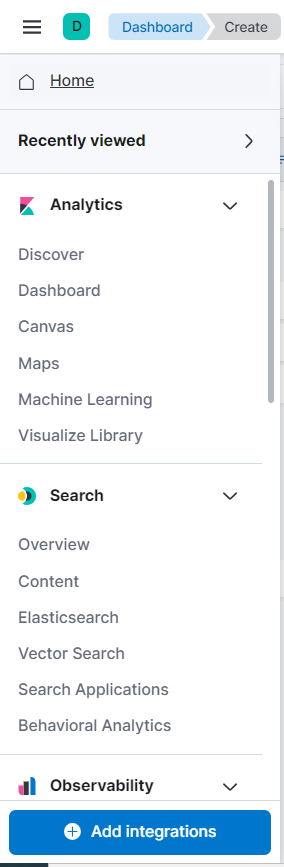 D Dashboard Create
Home
Recently viewed
Analytics
Discover
Dashboard
Canvas
Maps
Machine Learning
Visualize Library
Search
Overview
Content
Elasticsearch
Vector Search
Search Applications
Behavioral Analytics
Observability
Add integrations